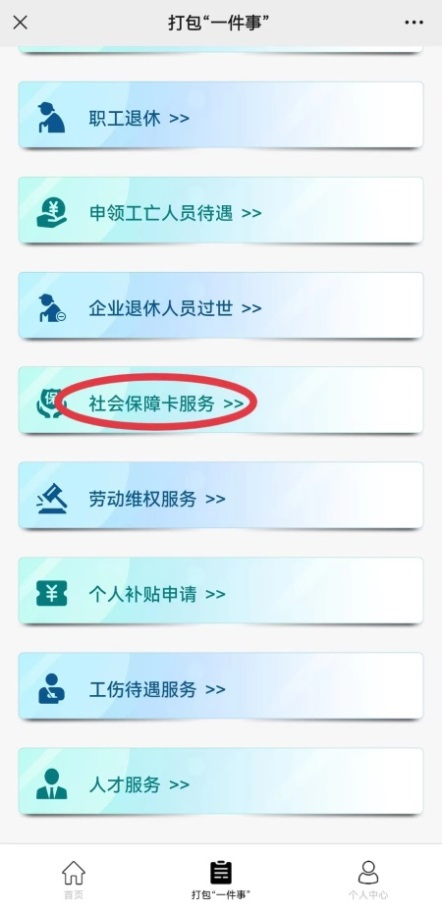 打包“一件事”
职工退休 >>
申领工亡人员待遇 >>
企业退休人员过世 >>
保
社会保障卡服务 >>
劳动维权服务 >>
个人补贴申请 >>
工伤待遇服务 >>
人才服务 >>
首页
打包“一件事”
个人中心